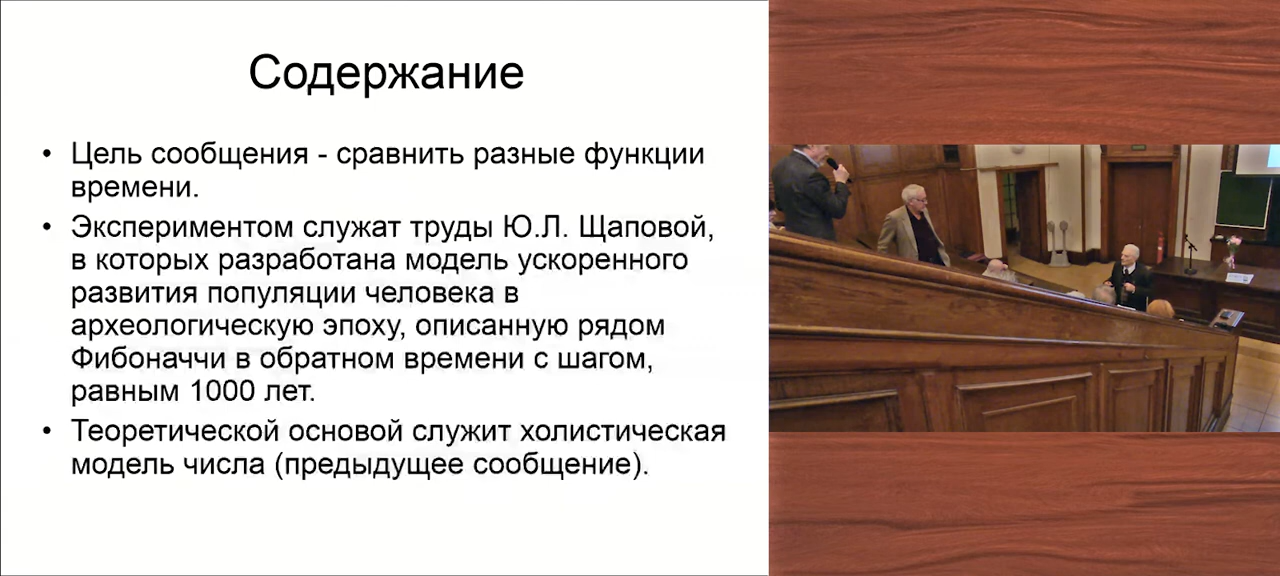 Содержание
• Цель сообщения - сравнить разные функции
времени.
• Экспериментом служат труды Ю.Л. Щаповой,
в которых разработана модель ускоренного
развития популяции человека в
археологическую эпоху, описанную рядом
Фибоначчи в обратном времени с шагом,
равным 1000 лет.
• Теоретической основой служит холистическая
модель числа (предыдущее сообщение).